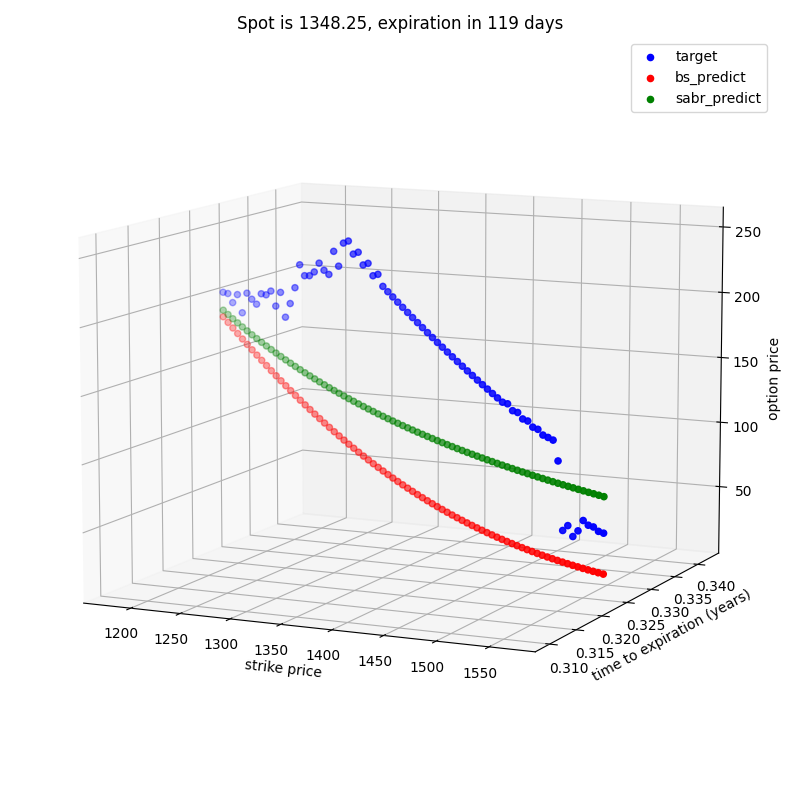 Spot is 1348.25, expiration in 119 days
target
bs_predict
sabr_predict
250
200
150
100
50
option price
0.340
0.335
0.330
0.325
0.320
0.315
0.310
time to expiration (years)
1200
1250
1300
1350
1400
1450
1500
1550
strike price